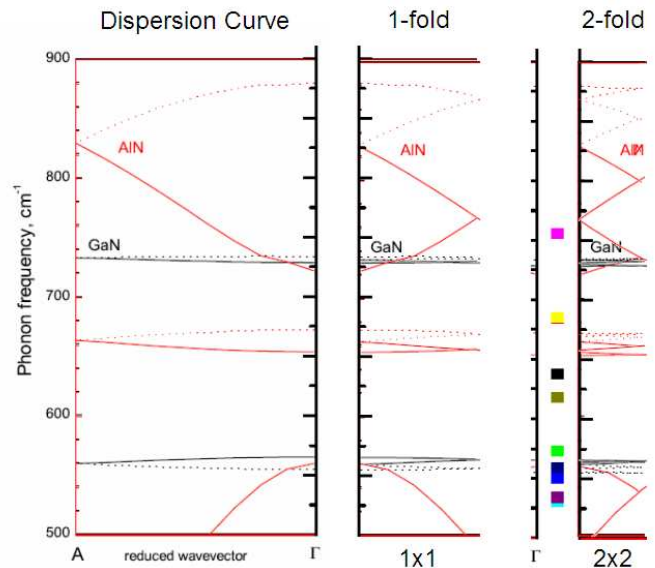 Dispersion Curve 1-fold 2-fold
Phonon frequency, cm⁻¹
900
800
700
600
500
AlN
GaN
AlN
GaN
AlN
GaN
A reduced wavevector Γ
1x1
Γ
2x2